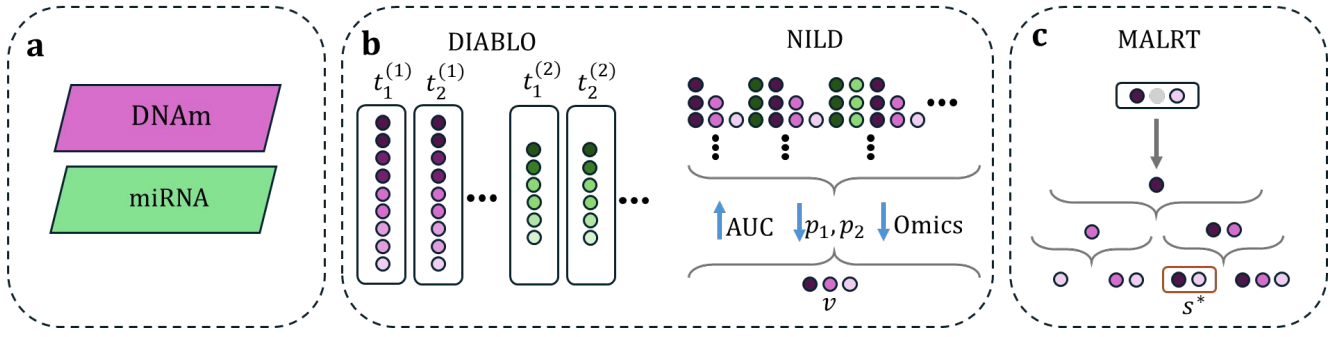 a
DNAm
miRNA
b
DIABLO
t₁⁽¹⁾ t₂⁽¹⁾ t₁⁽²⁾ t₂⁽²⁾
NILD
AUC p₁, p₂ Omics
v
c
MALRT
s*